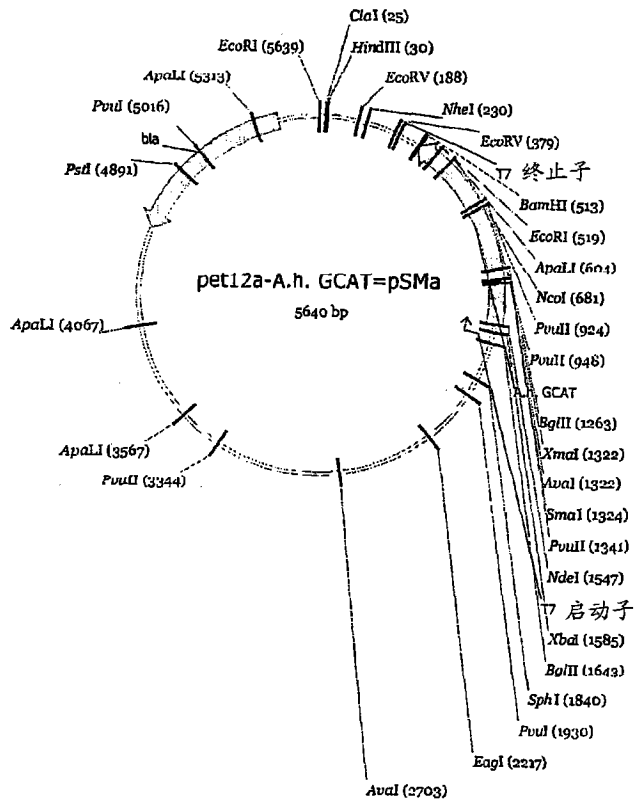 ClaI (25)
EcoRI (5639)
HindIII (30)
ApaLI (5313)
EcoRV (188)
PvuI (5016)
NheI (230)
bla
EcoRV (379)
PstI (4891)
T7 终止子
BamHI (513)
EcoRI (519)
ApaLI (604)
pet12a-A.h. GCAT=pSMa
5640 bp
NcoI (681)
ApaLI (4067)
PvuII (924)
PvuII (948)
GCAT
BglII (1263)
ApaLI (3567)
XmaI (1322)
PvuII (3344)
AvaI (1322)
SmaI (1324)
PvuII (1341)
NdeI (1547)
T7 启动子
XbaI (1585)
BglII (1643)
SphI (1840)
PvuI (1930)
EagI (2217)
AvaI (2703)